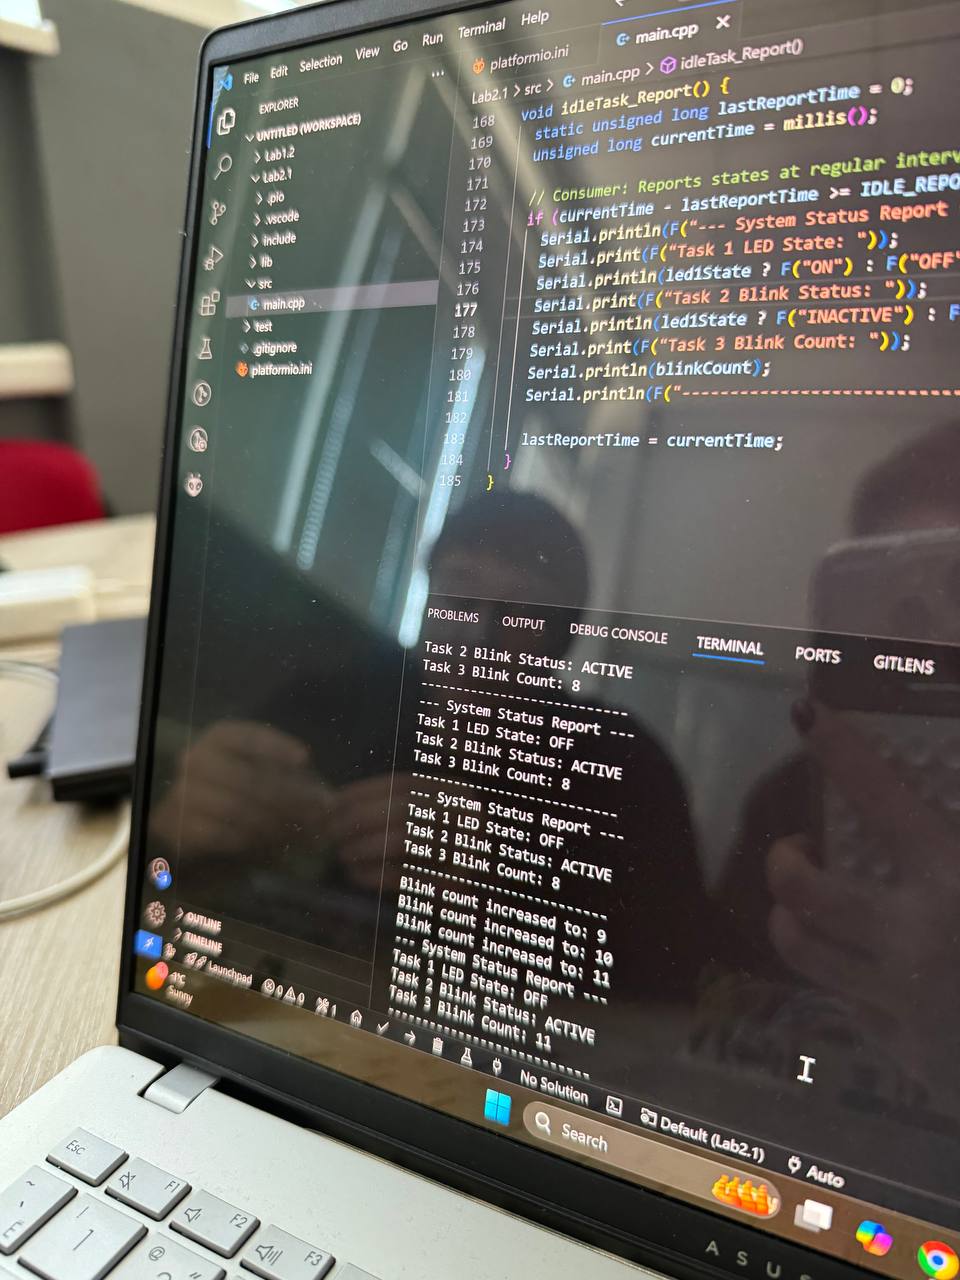 File Edit Selection View Go Run Terminal Help
EXPLORER
...
UNTITLED (WORKSPACE)
Lab1.2
Lab2.1
.pio
.vscode
include
lib
src
main.cpp
test
.gitignore
platformio.ini
OUTLINE
TIMELINE
platformio.ini
main.cpp
Lab2.1 > src > main.cpp > idleTask_Report()
168 void idleTask_Report() {
169 static unsigned long lastReportTime = 0;
170 unsigned long currentTime = millis();
171
172 // Consumer: Reports states at regular interv
173 if (currentTime - lastReportTime >= IDLE_REPO
174 Serial.println(F("--- System Status Report
175 Serial.print(F("Task 1 LED State: "));
176 Serial.println(led1State ? F("ON") : F("OFF"
177 Serial.print(F("Task 2 Blink Status: "));
178 Serial.println(led1State ? F("INACTIVE") : F
179 Serial.print(F("Task 3 Blink Count: "));
180 Serial.println(blinkCount);
181 Serial.println(F("--------------------------------
182
183 lastReportTime = currentTime;
184 }
185 }
PROBLEMS OUTPUT DEBUG CONSOLE TERMINAL PORTS GITLENS
Task 2 Blink Status: ACTIVE
Task 3 Blink Count: 8
------------------------------
--- System Status Report ---
Task 1 LED State: OFF
Task 2 Blink Status: ACTIVE
Task 3 Blink Count: 8
------------------------------
--- System Status Report ---
Task 1 LED State: OFF
Task 2 Blink Status: ACTIVE
Task 3 Blink Count: 8
------------------------------
Blink count increased to: 9
Blink count increased to: 10
Blink count increased to: 11
--- System Status Report ---
Task 1 LED State: OFF
Task 2 Blink Status: ACTIVE
Task 3 Blink Count: 11
------------------------------
Launchpad 0 0 1 No Solution Default (Lab2.1) Auto
Sunny
Search
ASUS
Esc
F1
F2
F3
~
!
1
@